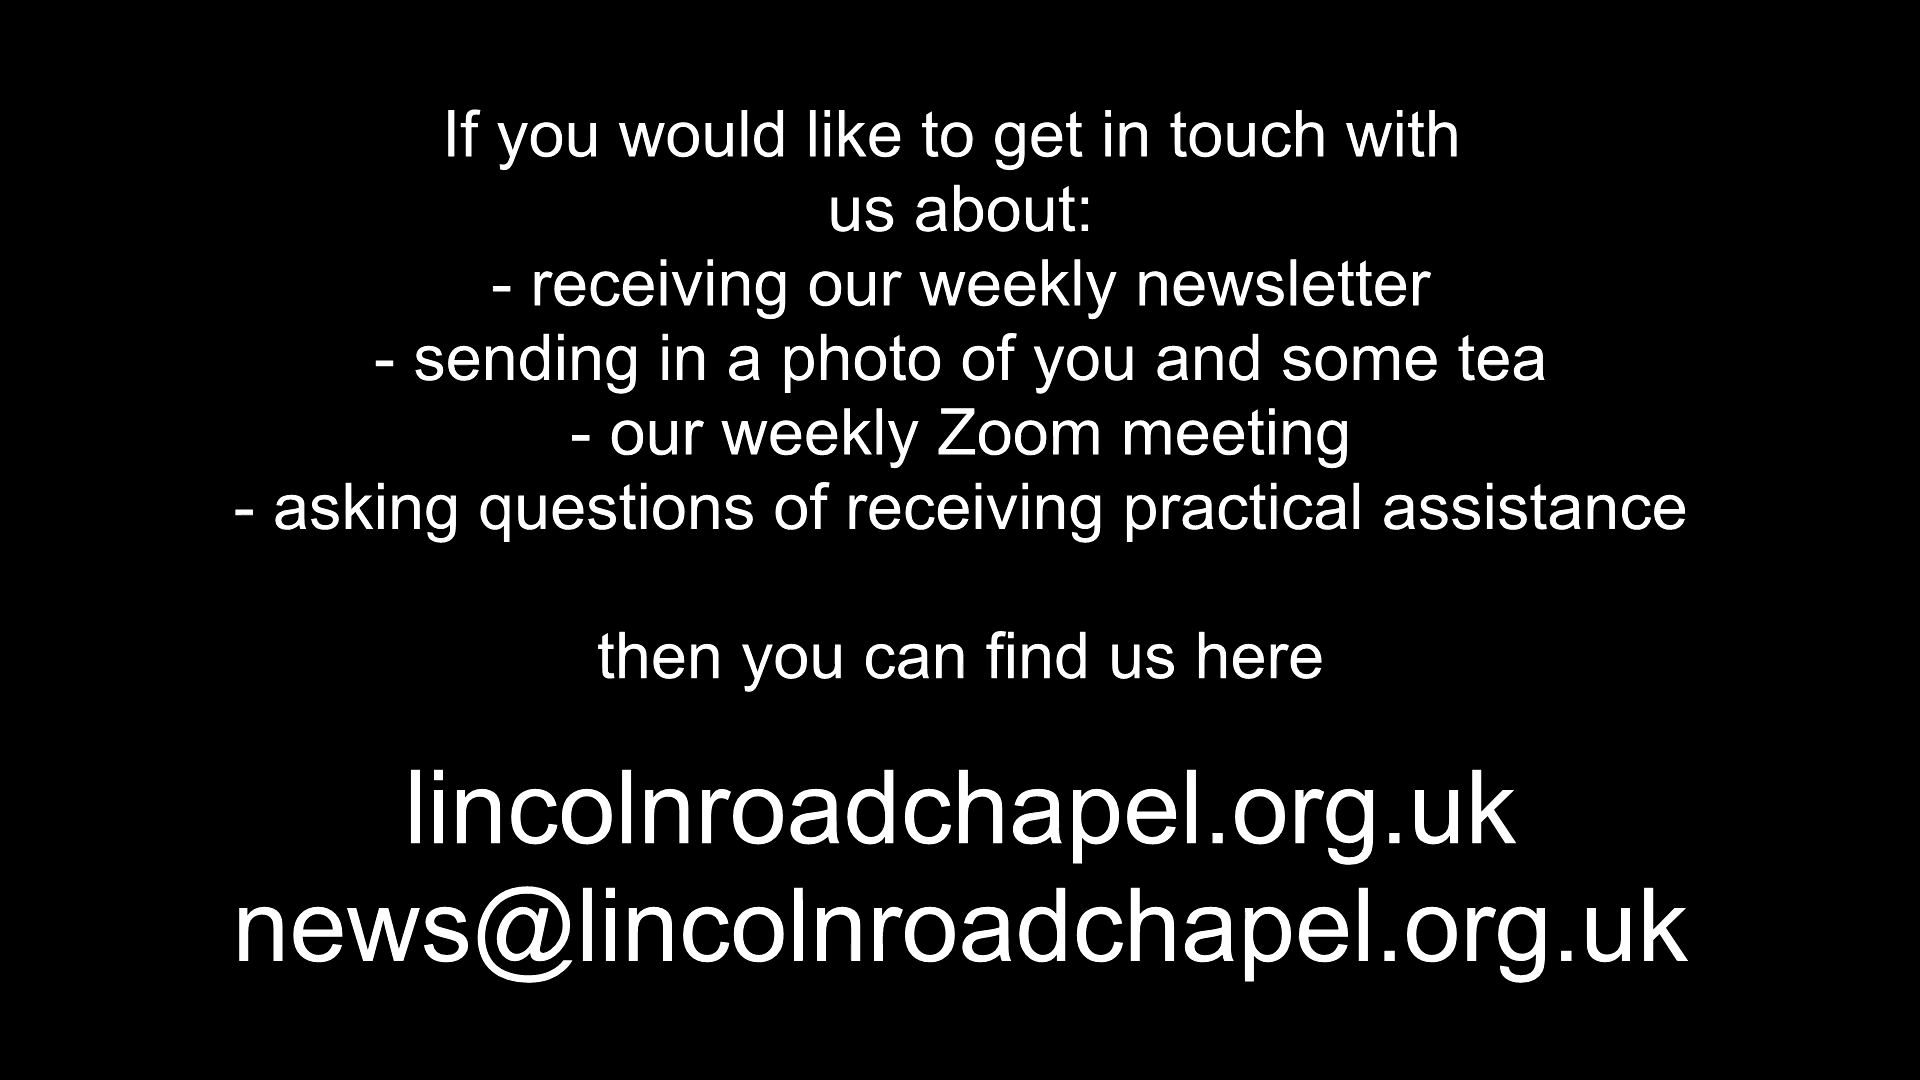 If you would like to get in touch with
us about:
- receiving our weekly newsletter
- sending in a photo of you and some tea
- our weekly Zoom meeting
- asking questions of receiving practical assistance
then you can find us here
lincolnroadchapel.org.uk
news@lincolnroadchapel.org.uk